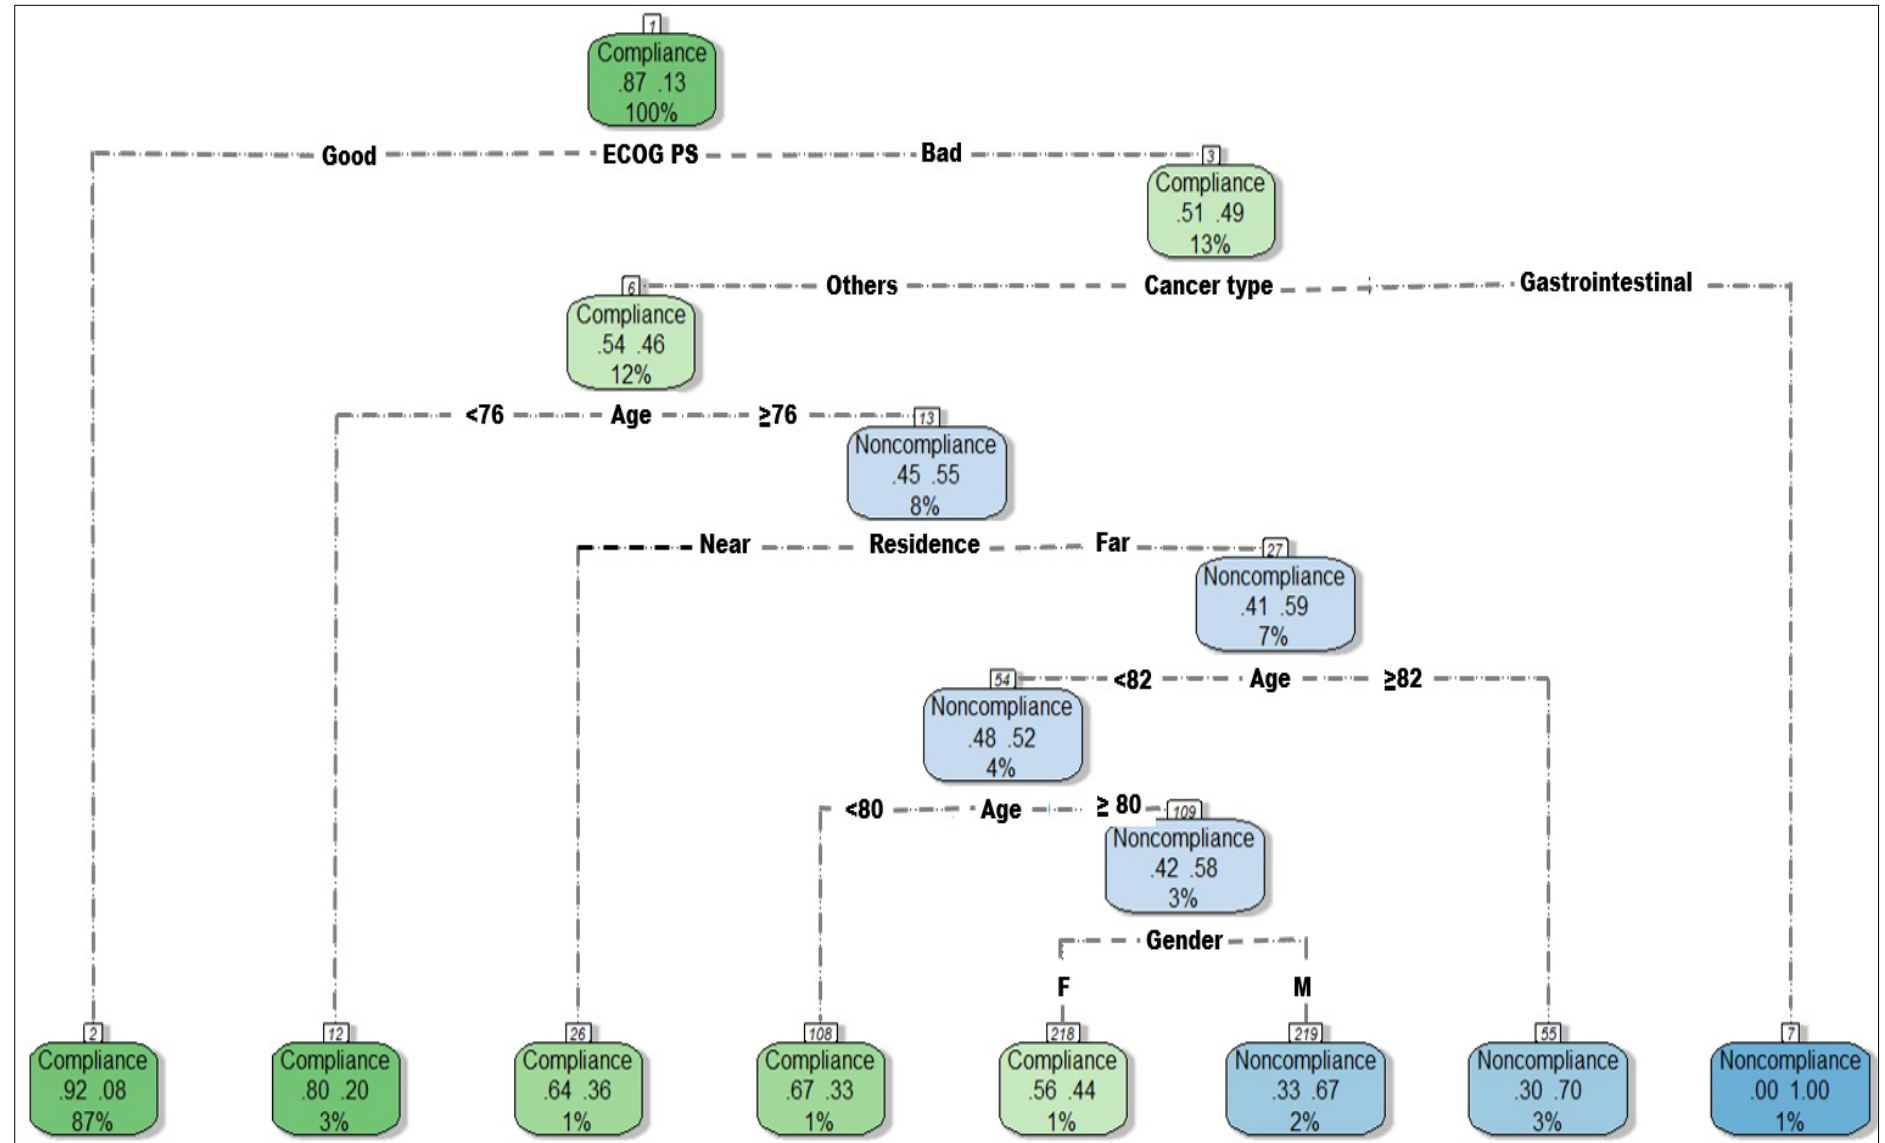 1
Compliance
.87 .13
100%
Good ECOG PS Bad
3
Compliance
.51 .49
13%
Others Cancer type Gastrointestinal
6
Compliance
.54 .46
12%
<76 Age ≥76
13
Noncompliance
.45 .55
8%
Near Residence Far
27
Noncompliance
.41 .59
7%
<82 Age ≥82
54
Noncompliance
.48 .52
4%
<80 Age ≥ 80
109
Noncompliance
.42 .58
3%
Gender
F M
2
Compliance
.92 .08
87%
12
Compliance
.80 .20
3%
26
Compliance
.64 .36
1%
108
Compliance
.67 .33
1%
218
Compliance
.56 .44
1%
219
Noncompliance
.33 .67
2%
55
Noncompliance
.30 .70
3%
7
Noncompliance
.00 1.00
1%